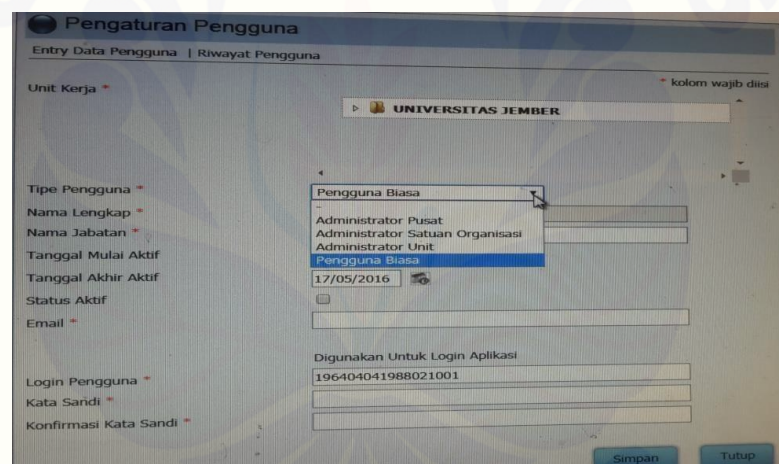 Pengaturan Pengguna
Entry Data Pengguna | Riwayat Pengguna
* kolom wajib diisi
Unit Kerja *
UNIVERSITAS JEMBER
Tipe Pengguna *
Pengguna Biasa
-
Administrator Pusat
Administrator Satuan Organisasi
Administrator Unit
Pengguna Biasa
Nama Lengkap *
Nama Jabatan *
Tanggal Mulai Aktif
Tanggal Akhir Aktif
17/05/2016
Status Aktif
Email *
Digunakan Untuk Login Aplikasi
Login Pengguna *
196404041988021001
Kata Sandi *
Konfirmasi Kata Sandi *
Simpan
Tutup